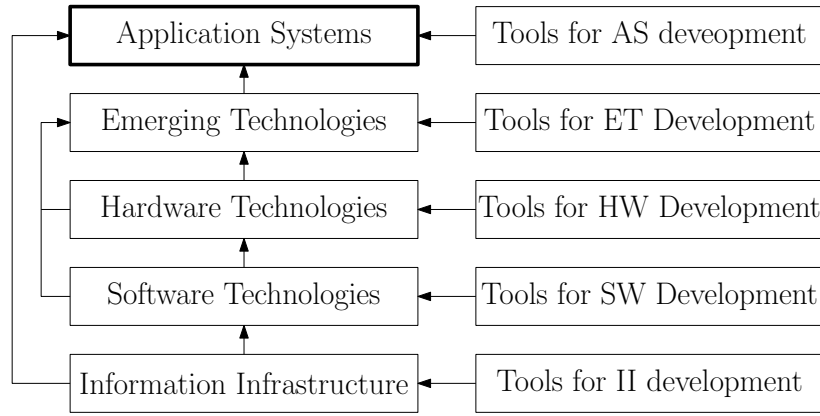 Application Systems
Tools for AS deveopment
Emerging Technologies
Tools for ET Development
Hardware Technologies
Tools for HW Development
Software Technologies
Tools for SW Development
Information Infrastructure
Tools for II development